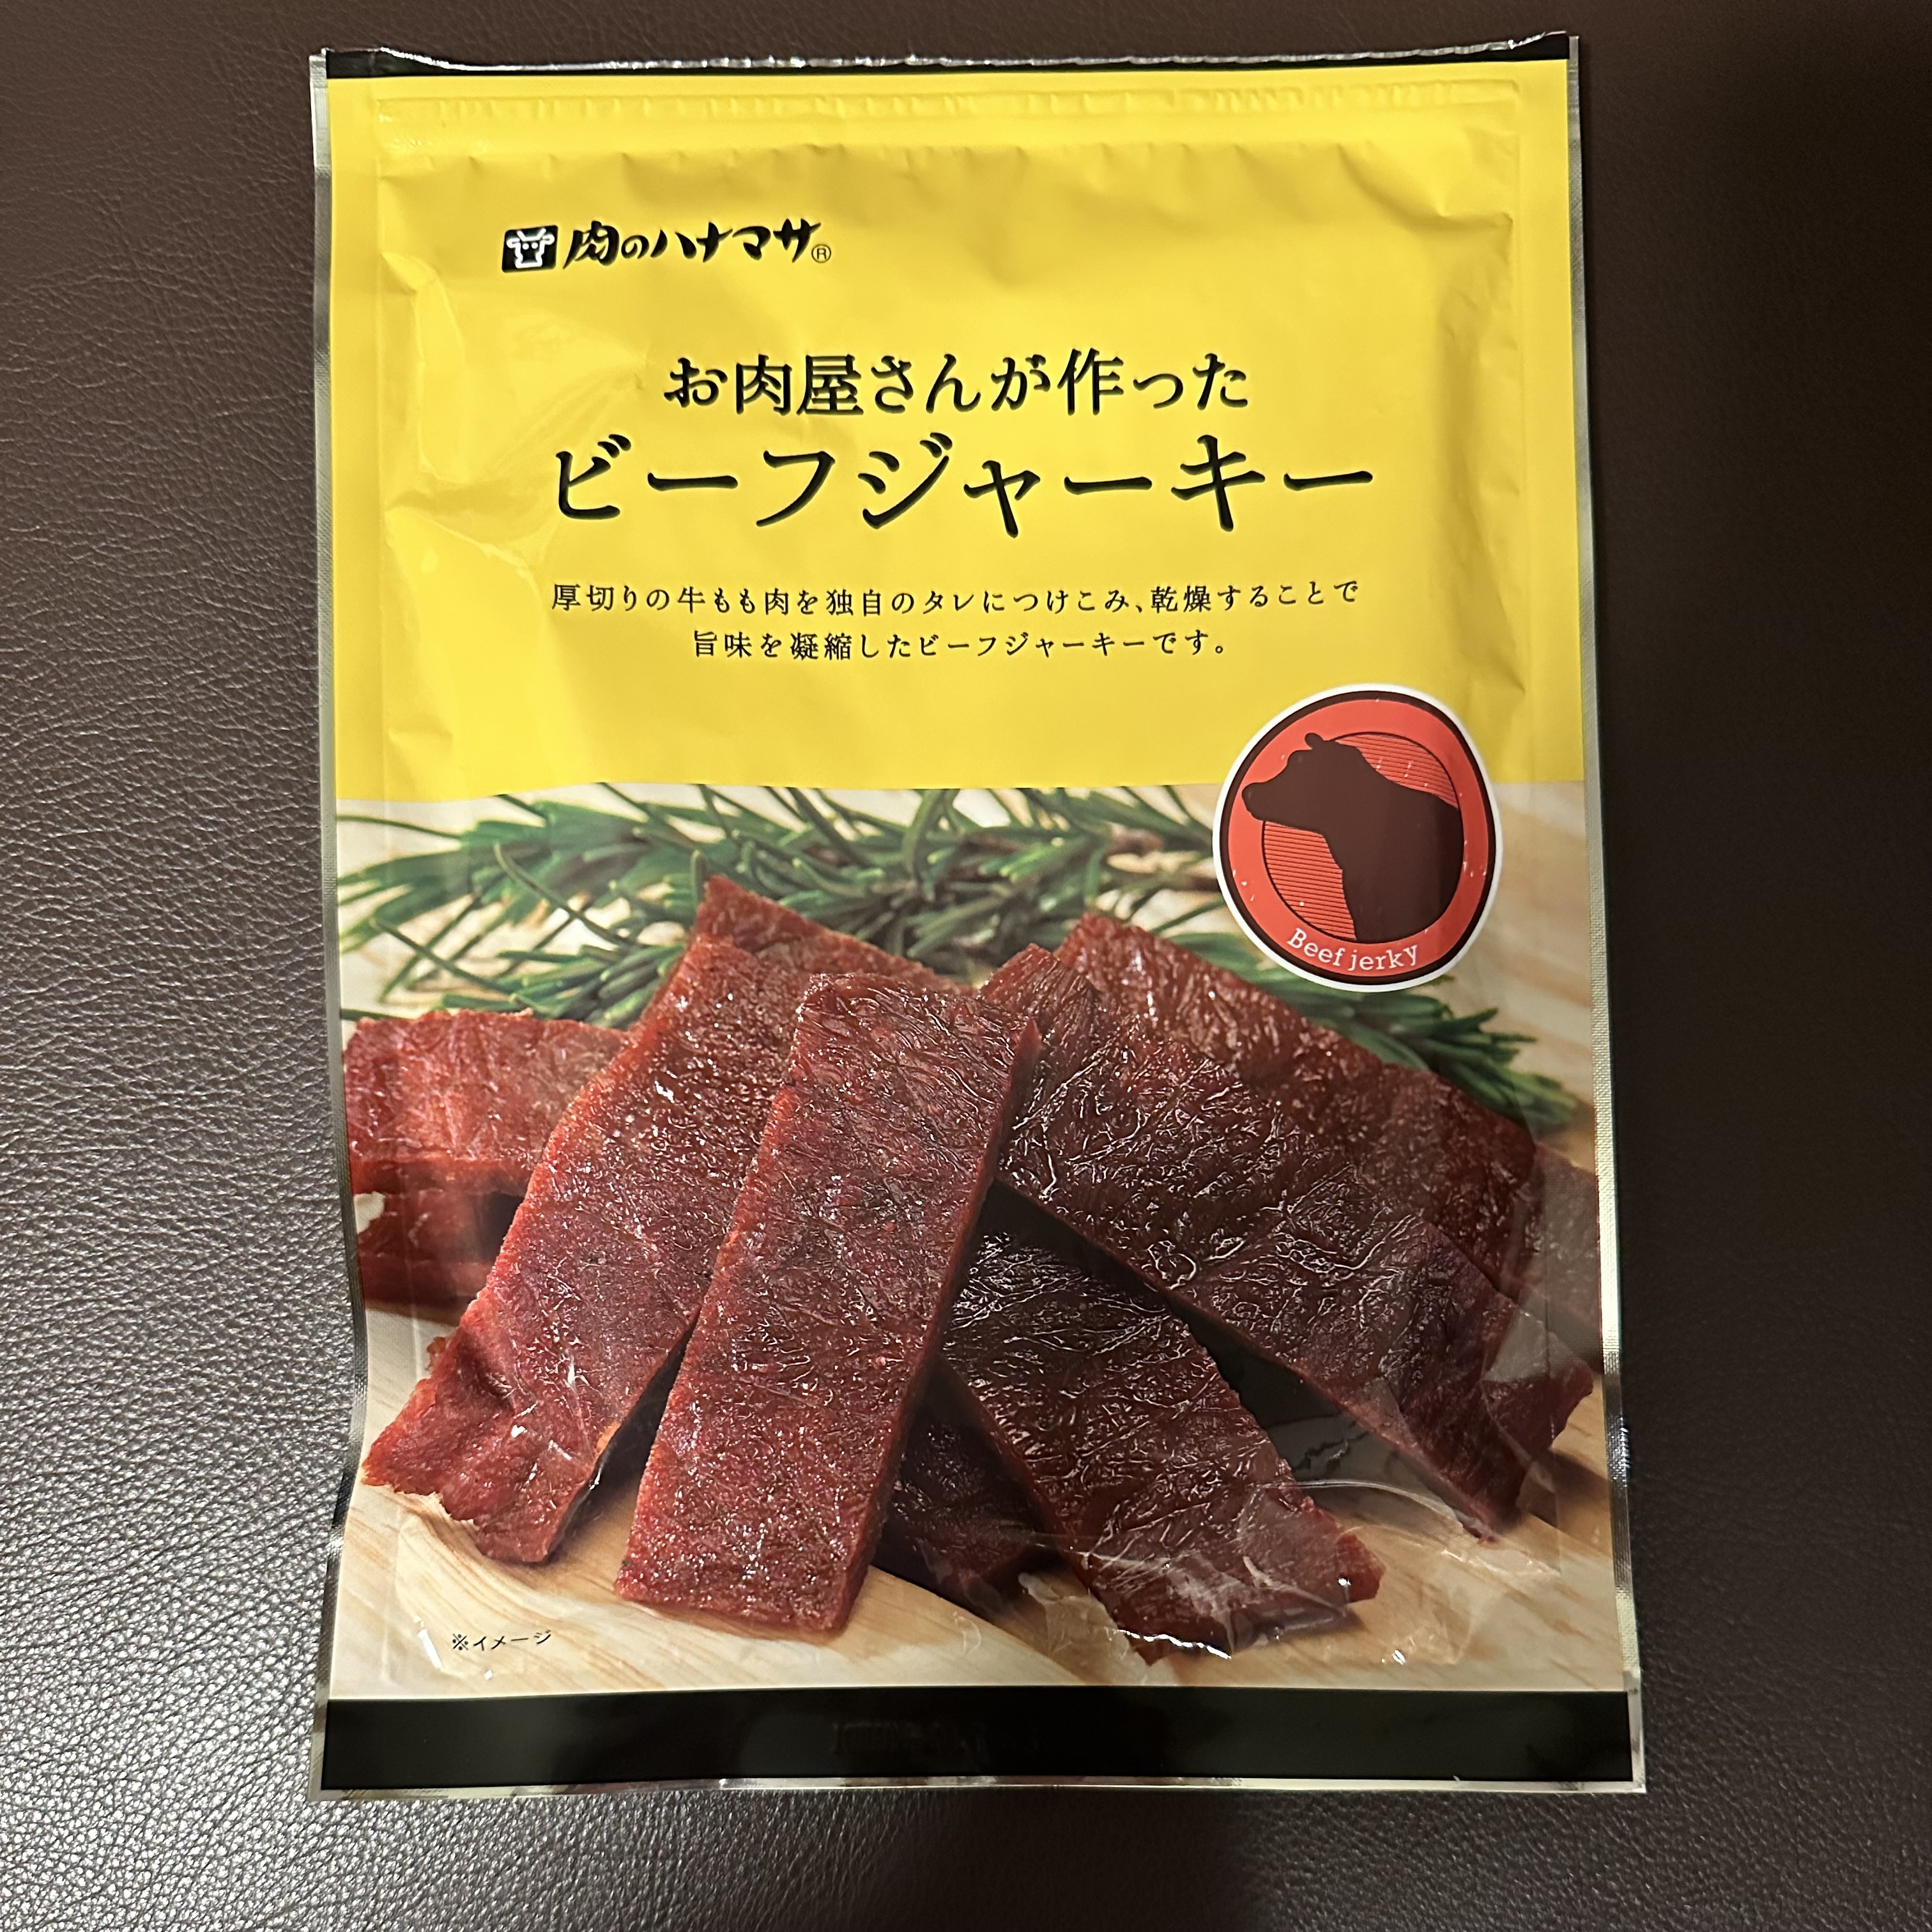 肉のハナマサ®
お肉屋さんが作った
ビーフジャーキー
厚切りの牛もも肉を独自のタレにつけこみ、乾燥することで
旨味を凝縮したビーフジャーキーです。
Beef jerky
※イメージ